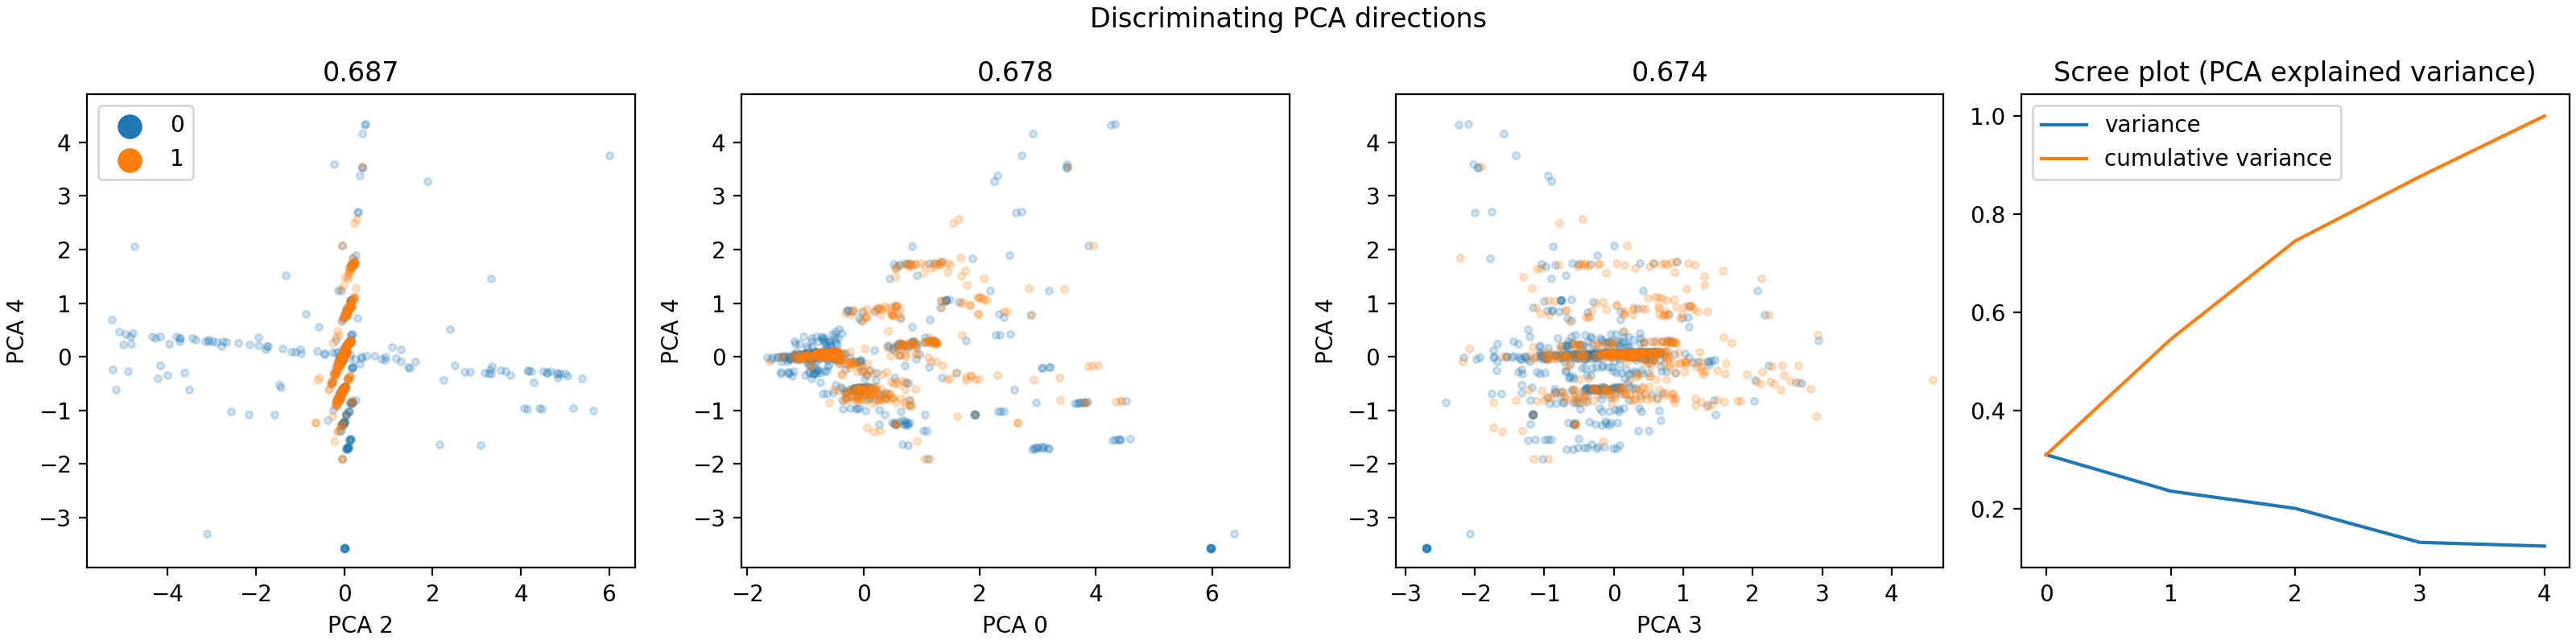 Discriminating PCA directions
0.687
0
1
4
3
2
1
0
−1
−2
−3
PCA 4
−4 −2 0 2 4 6
PCA 2
0.678
4
3
2
1
0
−1
−2
−3
PCA 4
−2 0 2 4 6
PCA 0
0.674
4
3
2
1
0
−1
−2
−3
PCA 4
−3 −2 −1 0 1 2 3 4
PCA 3
Scree plot (PCA explained variance)
variance
cumulative variance
1.0
0.8
0.6
0.4
0.2
0 1 2 3 4